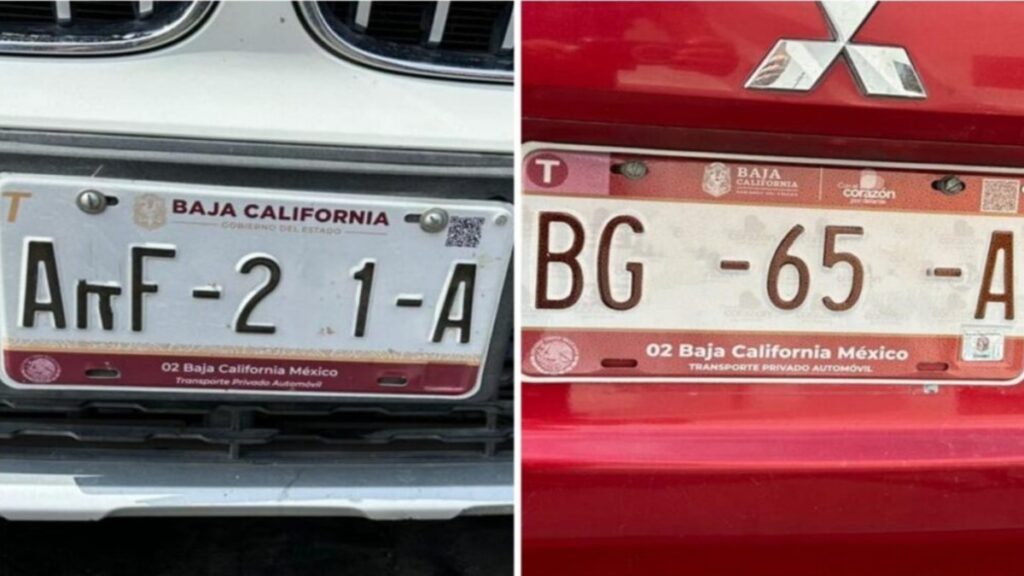 T
BAJA CALIFORNIA
GOBIERNO DEL ESTADO
A F-2 1-A
02 Baja California México
Transporte Privado Automóvil
T
BAJA
CALIFORNIA
corazón
BG -65 -A
02 Baja California México
TRANSPORTE PRIVADO AUTOMÓVIL